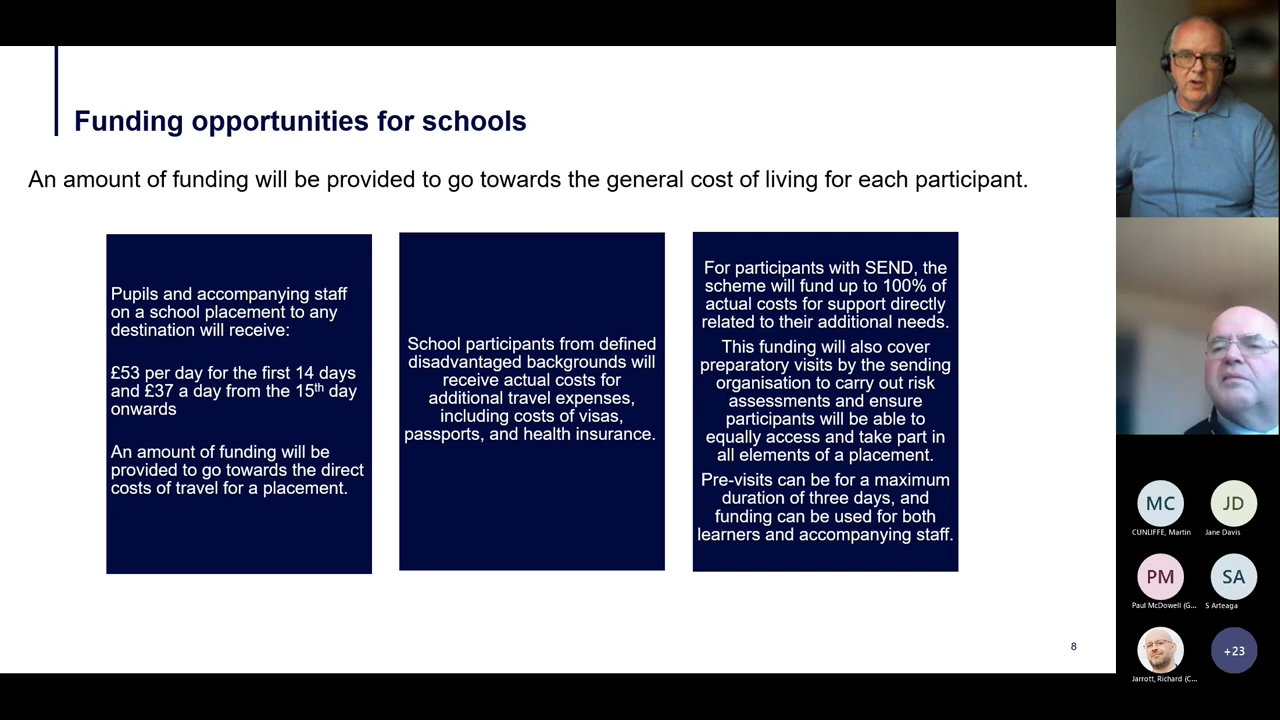 Funding opportunities for schools
An amount of funding will be provided to go towards the general cost of living for each participant.
Pupils and accompanying staff
on a school placement to any
destination will receive:
£53 per day for the first 14 days
and £37 a day from the 15th day
onwards
An amount of funding will be
provided to go towards the direct
costs of travel for a placement.
School participants from defined
disadvantaged backgrounds will
receive actual costs for
additional travel expenses,
including costs of visas,
passports, and health insurance.
For participants with SEND, the
scheme will fund up to 100% of
actual costs for support directly
related to their additional needs.
This funding will also cover
preparatory visits by the sending
organisation to carry out risk
assessments and ensure
participants will be able to
equally access and take part in
all elements of a placement.
Pre-visits can be for a maximum
duration of three days, and
funding can be used for both
learners and accompanying staff.
8
MC
CUNLIFFE, Martin
JD
Jane Davis
PM
Paul McDowell (G...
SA
S Arteaga
Jarrott, Richard (C...
+23